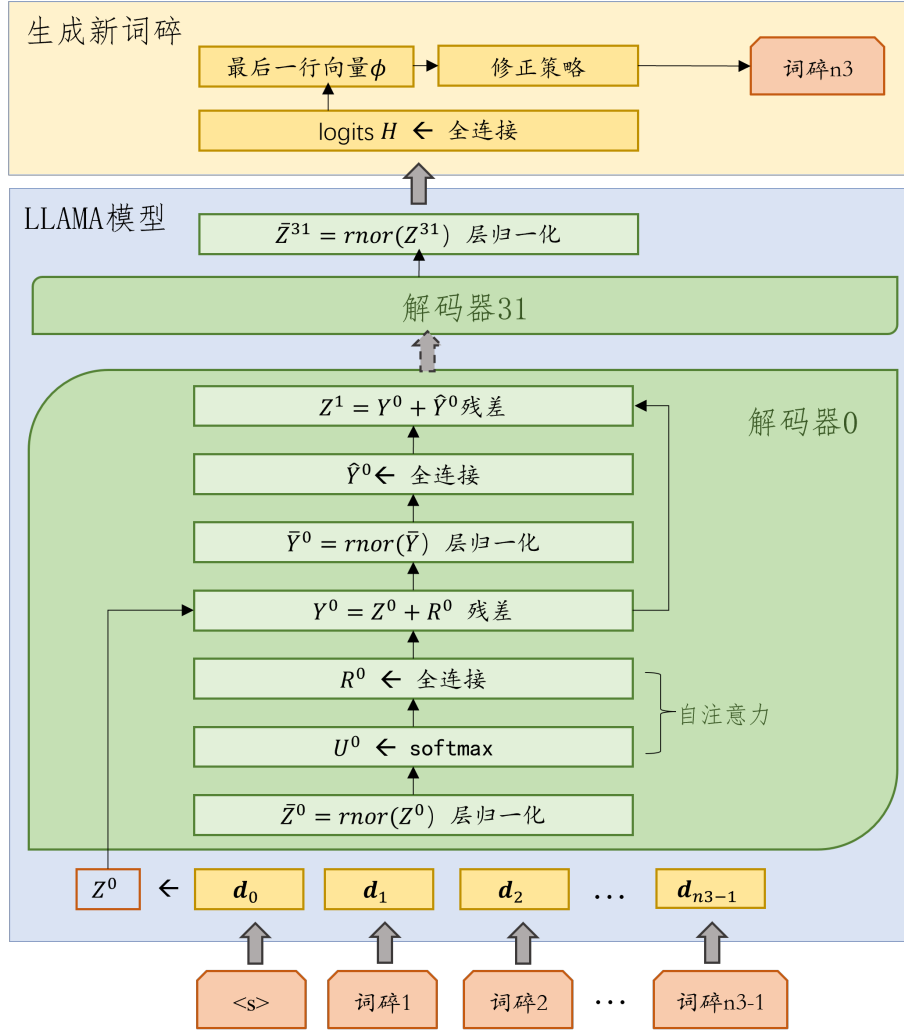 生成新词碎
最后一行向量ϕ
修正策略
词碎n3
logits H ← 全连接
LLAMA模型
Z̄³¹ = rnor(Z³¹) 层归一化
解码器31
解码器0
Z¹ = Y⁰ + Ŷ⁰残差
Ŷ⁰← 全连接
Ȳ⁰ = rnor(Ȳ) 层归一化
Y⁰ = Z⁰ + R⁰ 残差
R⁰ ← 全连接
自注意力
U⁰ ← softmax
Z̄⁰ = rnor(Z⁰) 层归一化
Z⁰ ← d₀ d₁ d₂ ... dₙ₃₋₁
<s> 词碎1 词碎2 ... 词碎n3-1